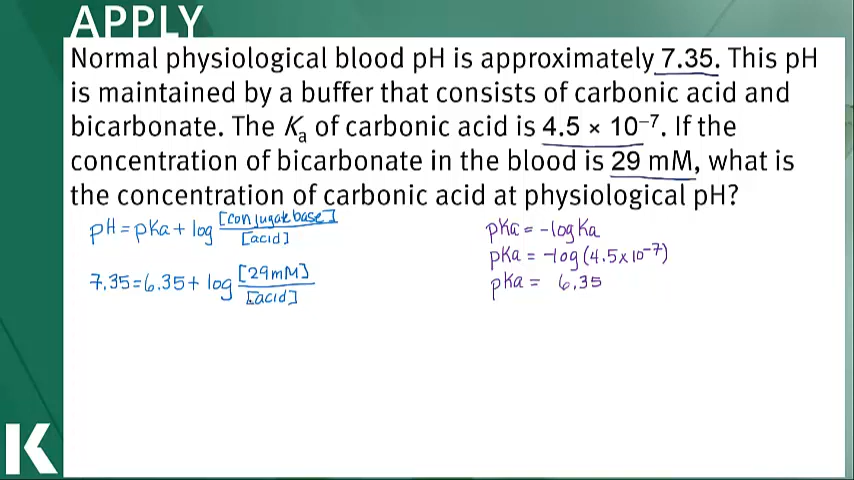 APPLY
Normal physiological blood pH is approximately 7.35. This pH
is maintained by a buffer that consists of carbonic acid and
bicarbonate. The Ka of carbonic acid is 4.5 × 10⁻⁷. If the
concentration of bicarbonate in the blood is 29 mM, what is
the concentration of carbonic acid at physiological pH?
pH = pKa + log [conjugate base] / [acid]
7.35 = 6.35 + log [29mM] / [acid]
pKa = -log Ka
pKa = -log (4.5 x 10⁻⁷)
pKa = 6.35
K